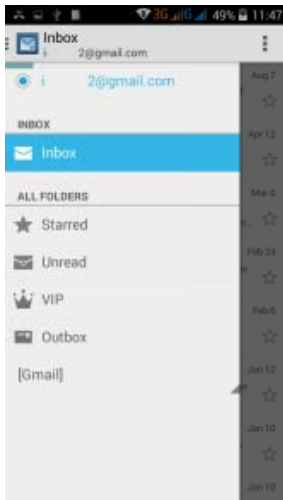 3G G 49% 11:47
Inbox
i 2@gmail.com
i 2@gmail.com
Aug 7
INBOX
Apr 12
Inbox
Mar 5
ALL FOLDERS
Starred
Feb 24
Unread
VIP
Feb 6
Outbox
[Gmail]
Jan 12
Jan 10
Jan 10